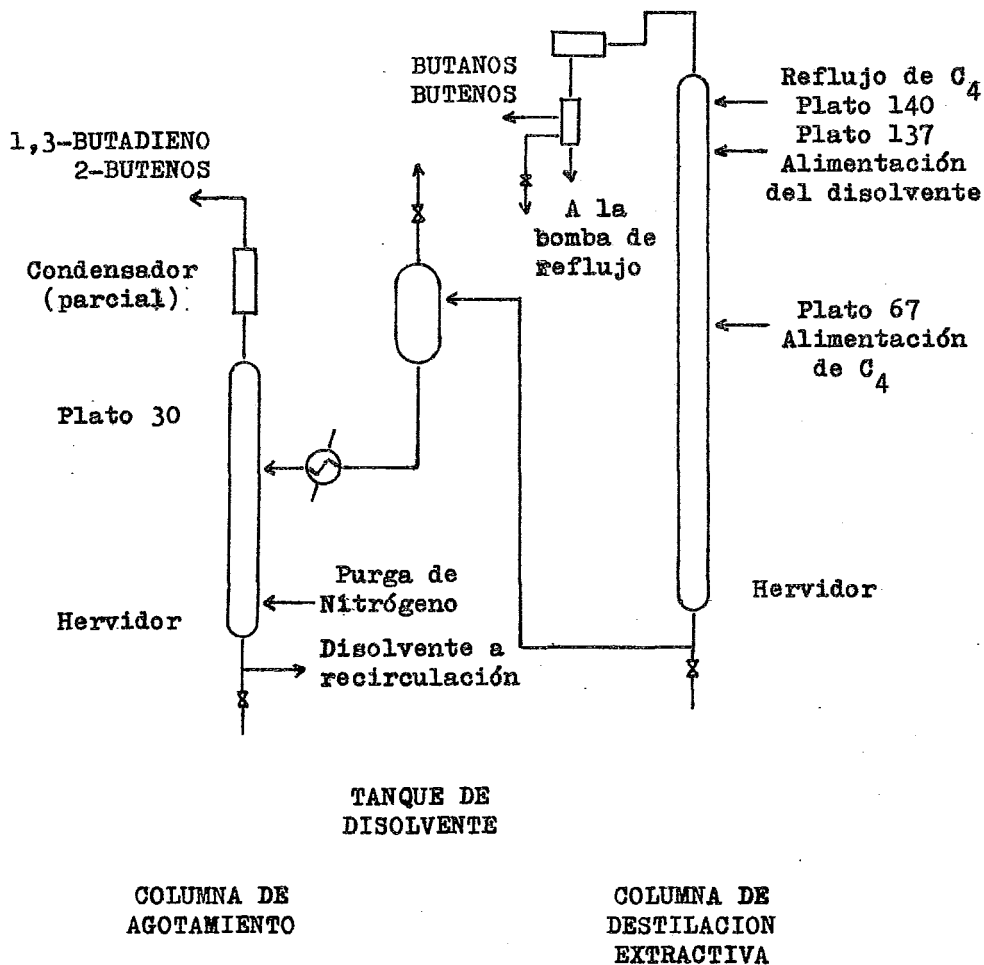 BUTANOS
BUTENOS
1,3-BUTADIENO
2-BUTENOS
Reflujo de C4
Plato 140
Plato 137
Alimentación
del disolvente
A la
bomba de
reflujo
Condensador
(parcial)
Plato 67
Alimentación
de C4
Plato 30
Purga de
Nitrógeno
Hervidor
Hervidor
Disolvente a
recirculación
TANQUE DE
DISOLVENTE
COLUMNA DE
AGOTAMIENTO
COLUMNA DE
DESTILACION
EXTRACTIVA